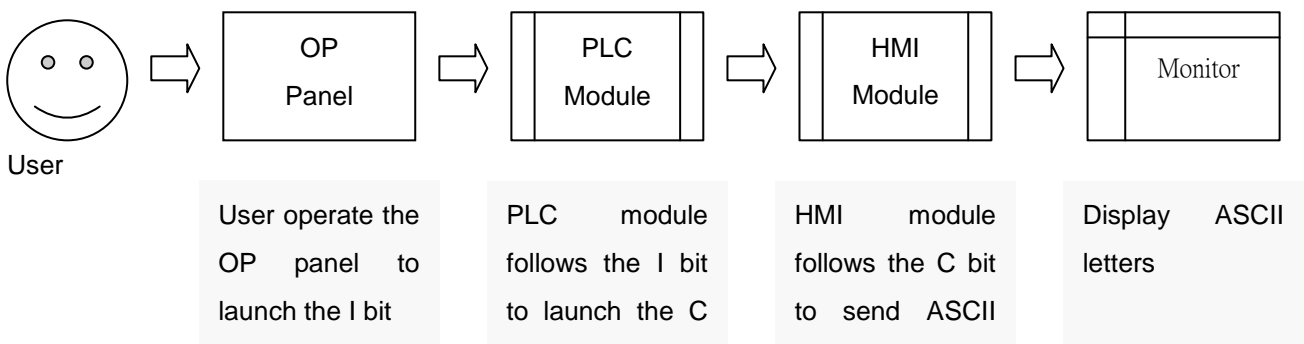 OP
Panel
PLC
Module
HMI
Module
Monitor
User
User operate the
OP panel to
launch the I bit
PLC module
follows the I bit
to launch the C
HMI module
follows the C bit
to send ASCII
Display ASCII
letters